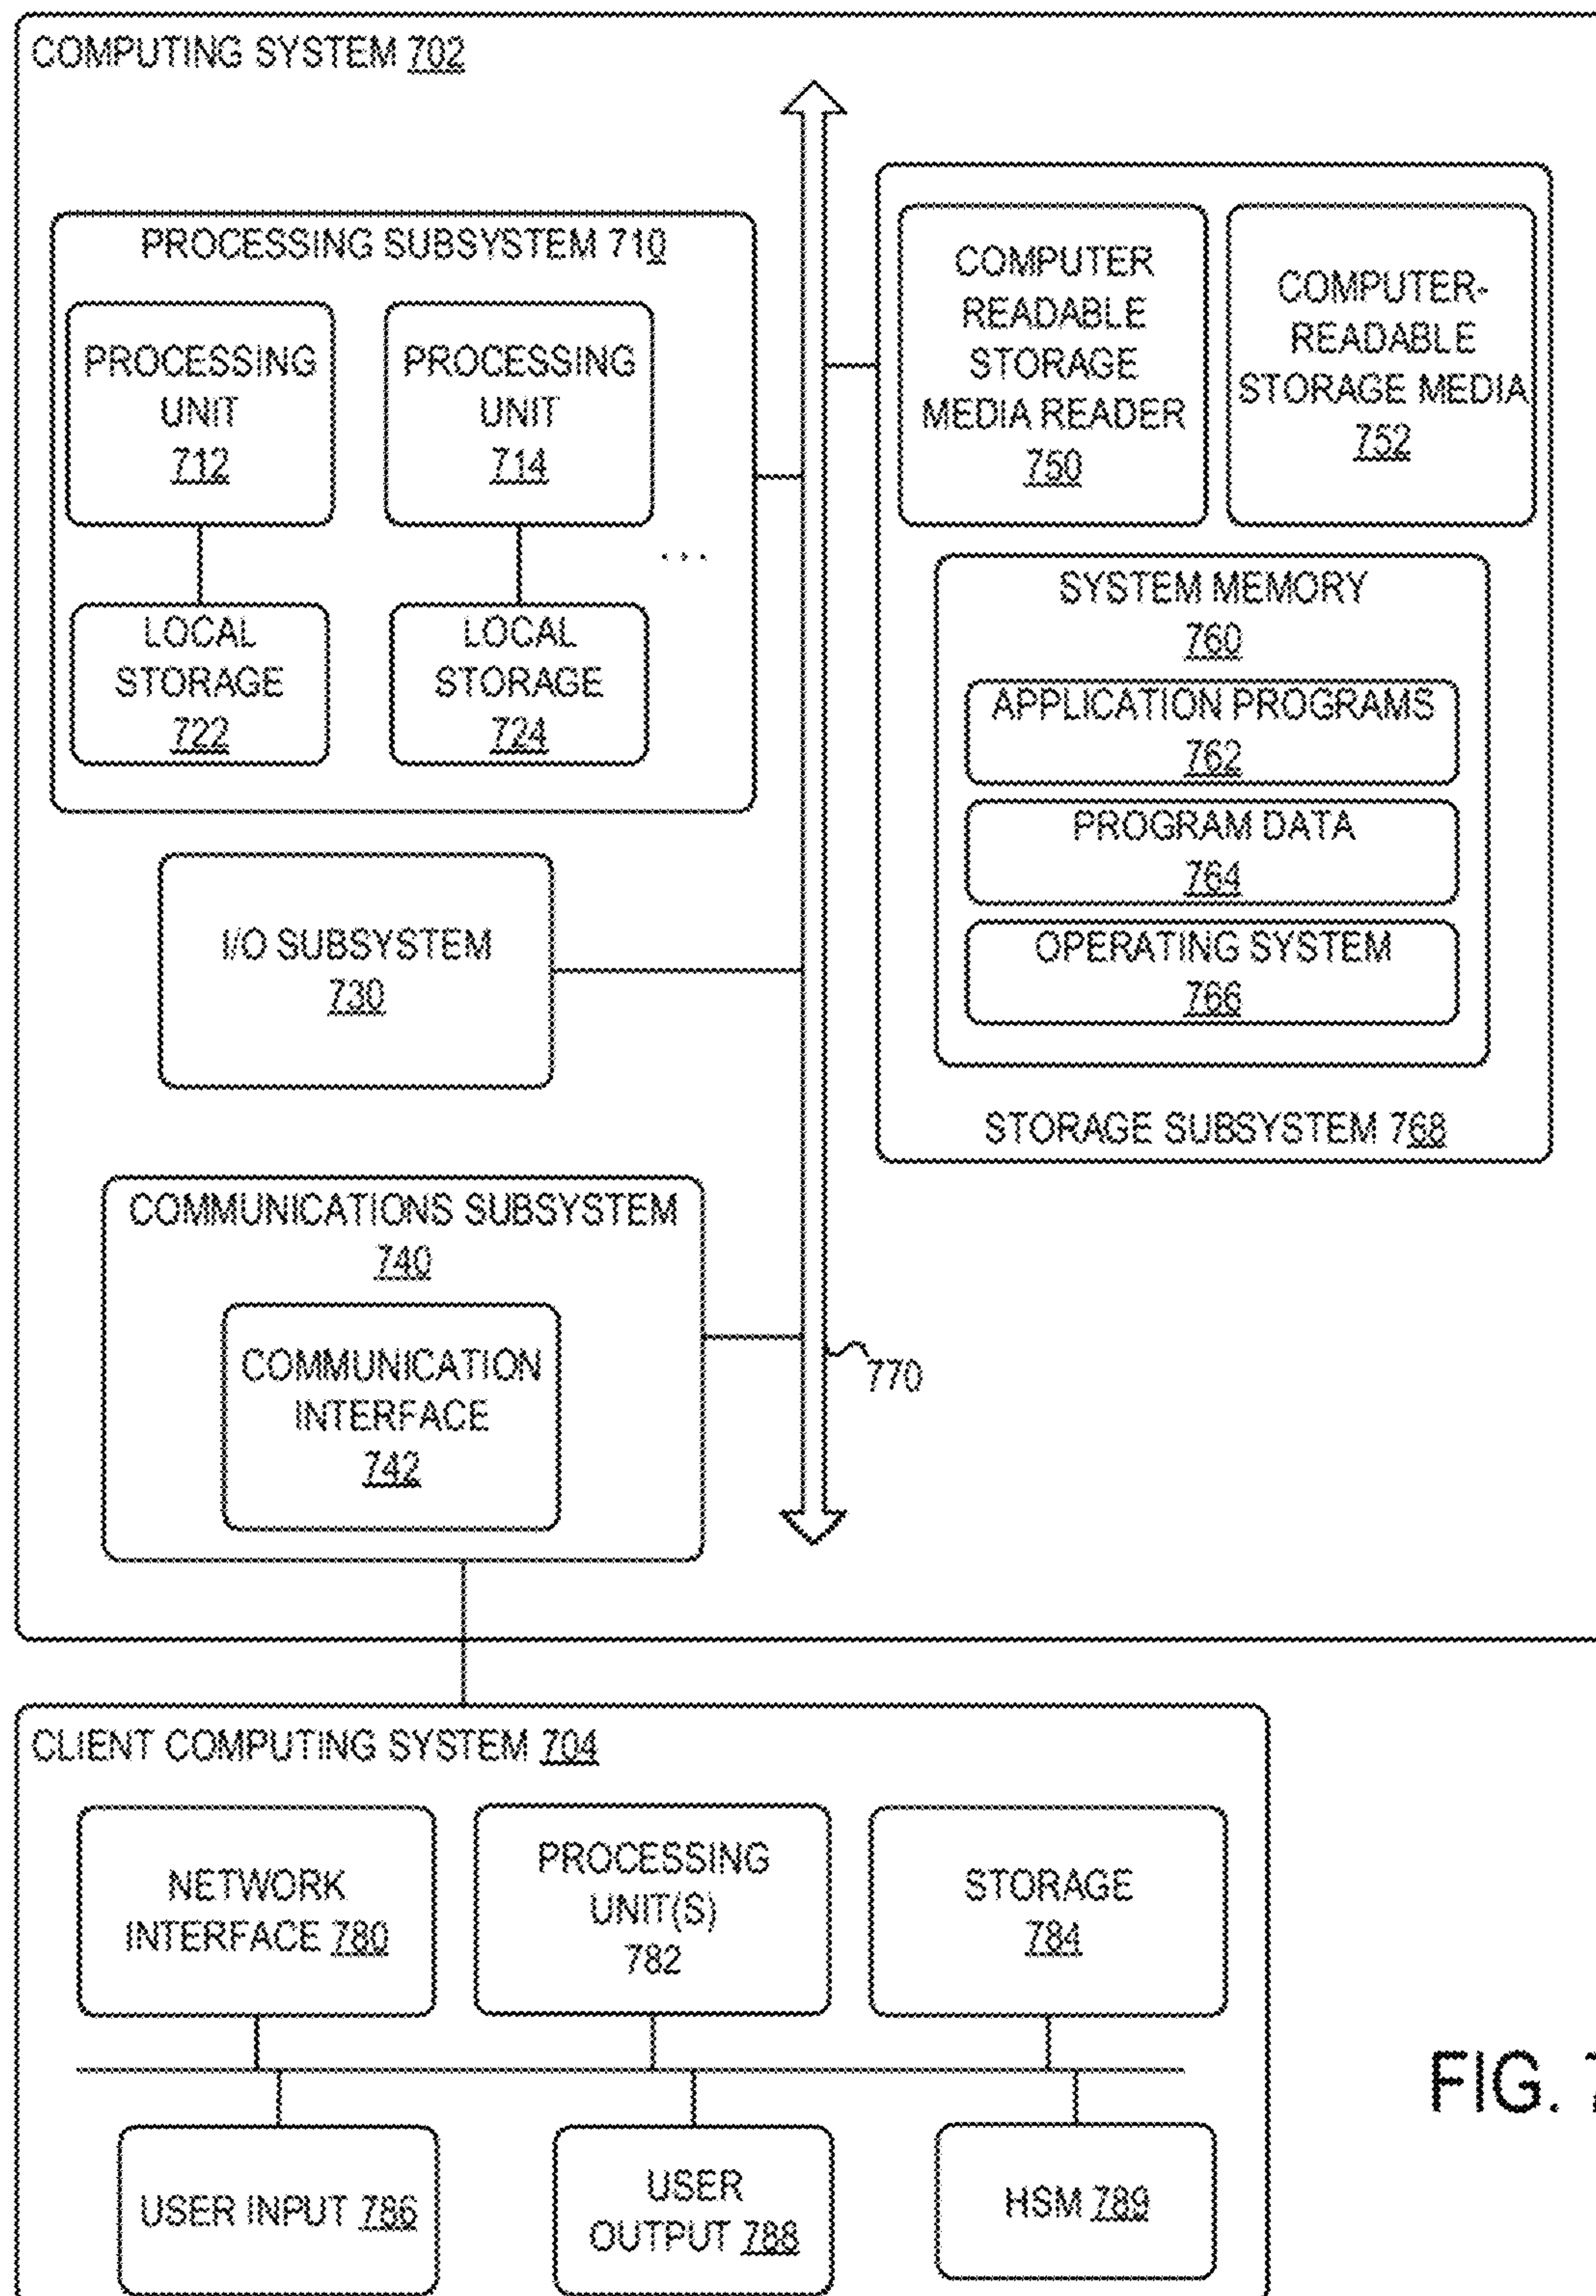 COMPUTING SYSTEM 702
PROCESSING SUBSYSTEM 710
PROCESSING
UNIT
712
PROCESSING
UNIT
714
...
LOCAL
STORAGE
722
LOCAL
STORAGE
724
I/O SUBSYSTEM
730
COMMUNICATIONS SUBSYSTEM
740
COMMUNICATION
INTERFACE
742
770
COMPUTER
READABLE
STORAGE
MEDIA READER
750
COMPUTER-
READABLE
STORAGE MEDIA
752
SYSTEM MEMORY
760
APPLICATION PROGRAMS
762
PROGRAM DATA
764
OPERATING SYSTEM
766
STORAGE SUBSYSTEM 768
CLIENT COMPUTING SYSTEM 704
NETWORK
INTERFACE 780
PROCESSING
UNIT(S)
782
STORAGE
784
USER INPUT 786
USER
OUTPUT 788
HSM 789
FIG. 7